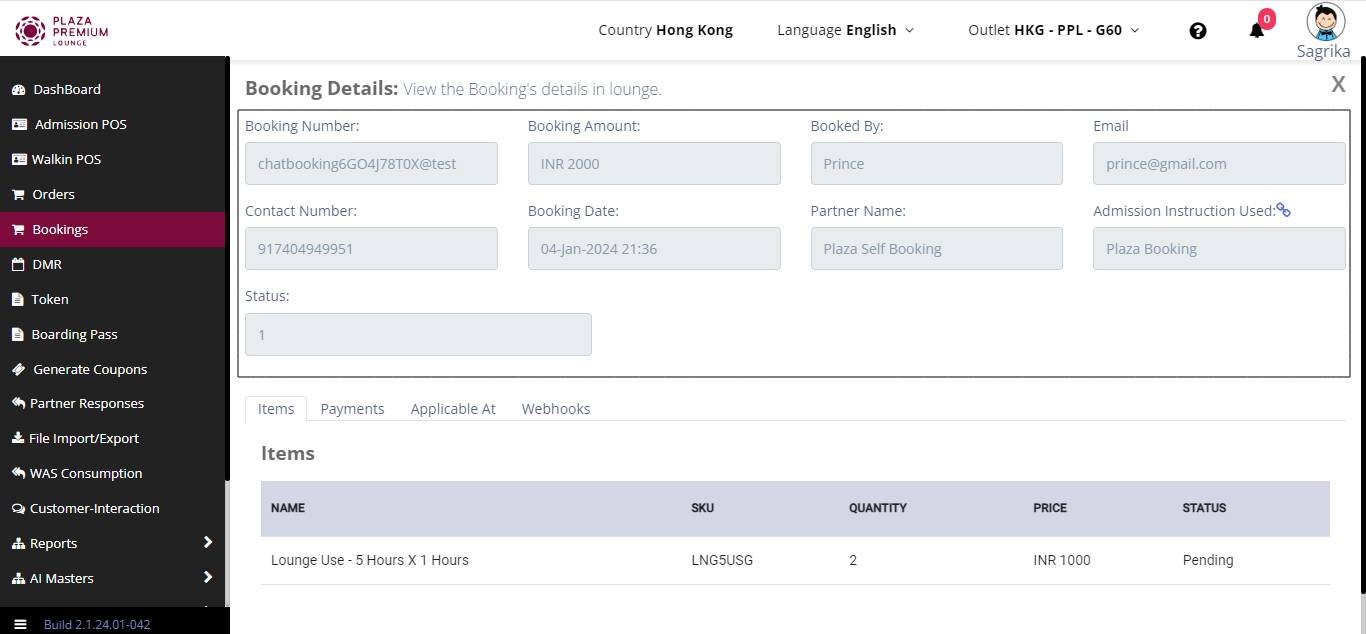 PLAZA
PREMIUM
LOUNGE
Country Hong Kong
Language English
Outlet HKG - PPL - G60
?
0
Sagrika
DashBoard
Admission POS
Walkin POS
Orders
Bookings
DMR
Token
Boarding Pass
Generate Coupons
Partner Responses
File Import/Export
WAS Consumption
Customer-Interaction
Reports
AI Masters
Build 2.1.24.01-042
Booking Details: View the Booking's details in lounge.
X
Booking Number:
Booking Amount:
Booked By:
Email
chatbooking6GO4J78T0X@test
INR 2000
Prince
prince@gmail.com
Contact Number:
Booking Date:
Partner Name:
Admission Instruction Used:
917404949951
04-Jan-2024 21:36
Plaza Self Booking
Plaza Booking
Status:
1
Items
Payments
Applicable At
Webhooks
Items
NAME
SKU
QUANTITY
PRICE
STATUS
Lounge Use - 5 Hours X 1 Hours
LNG5USG
2
INR 1000
Pending